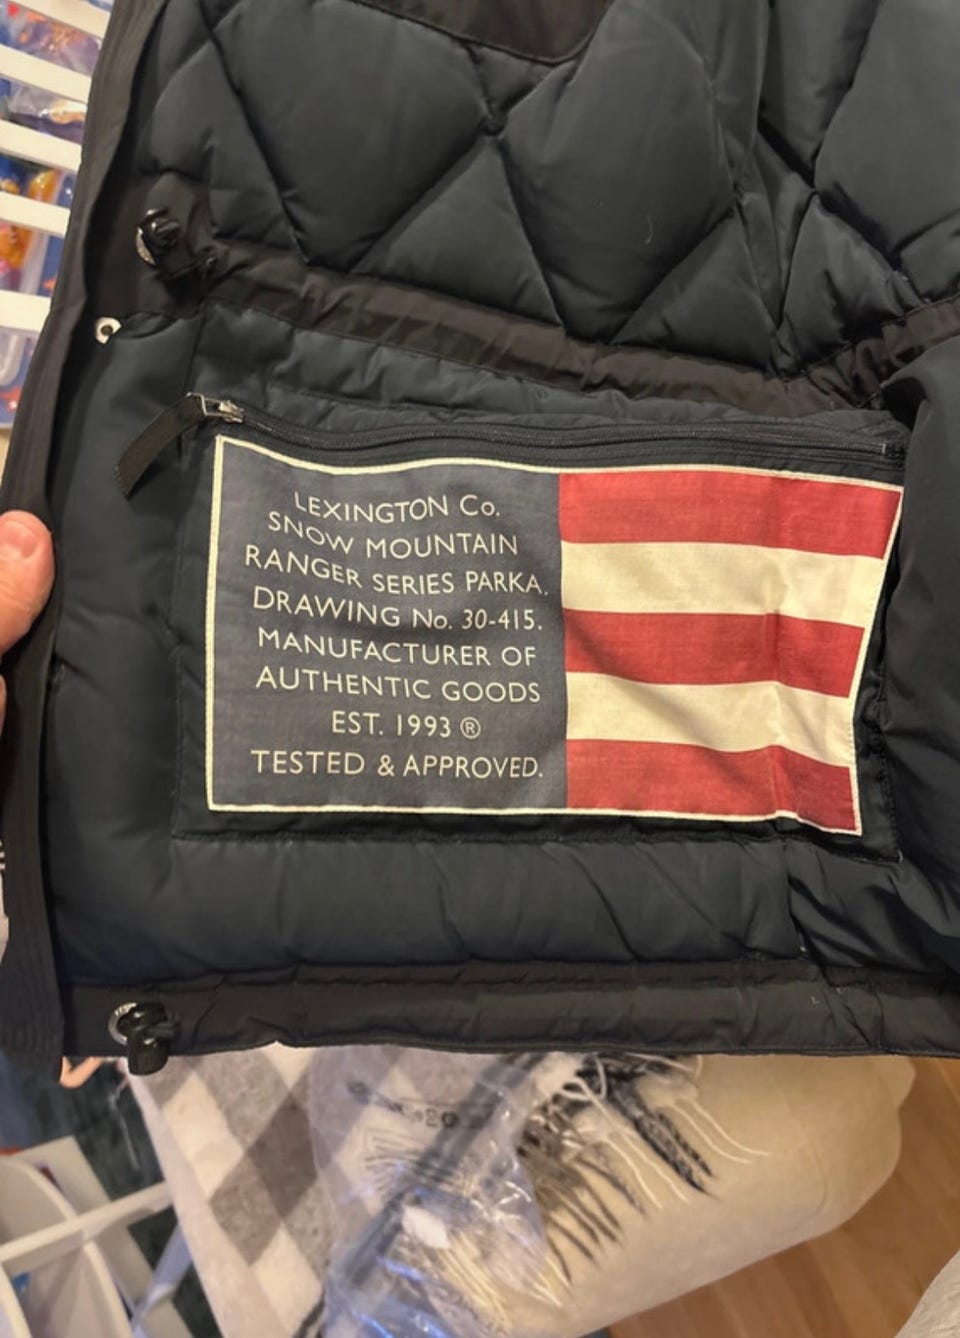 LEXINGTON Co.
SNOW MOUNTAIN
RANGER SERIES PARKA.
DRAWING No. 30-415.
MANUFACTURER OF
AUTHENTIC GOODS
EST. 1993 ®
TESTED & APPROVED.